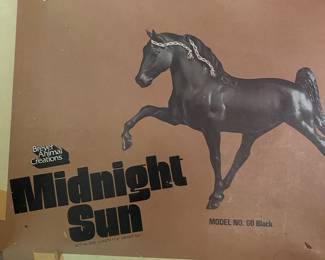 Breyer
Animal
Creations
Midnight
Sun
MODEL NO. 60 Black